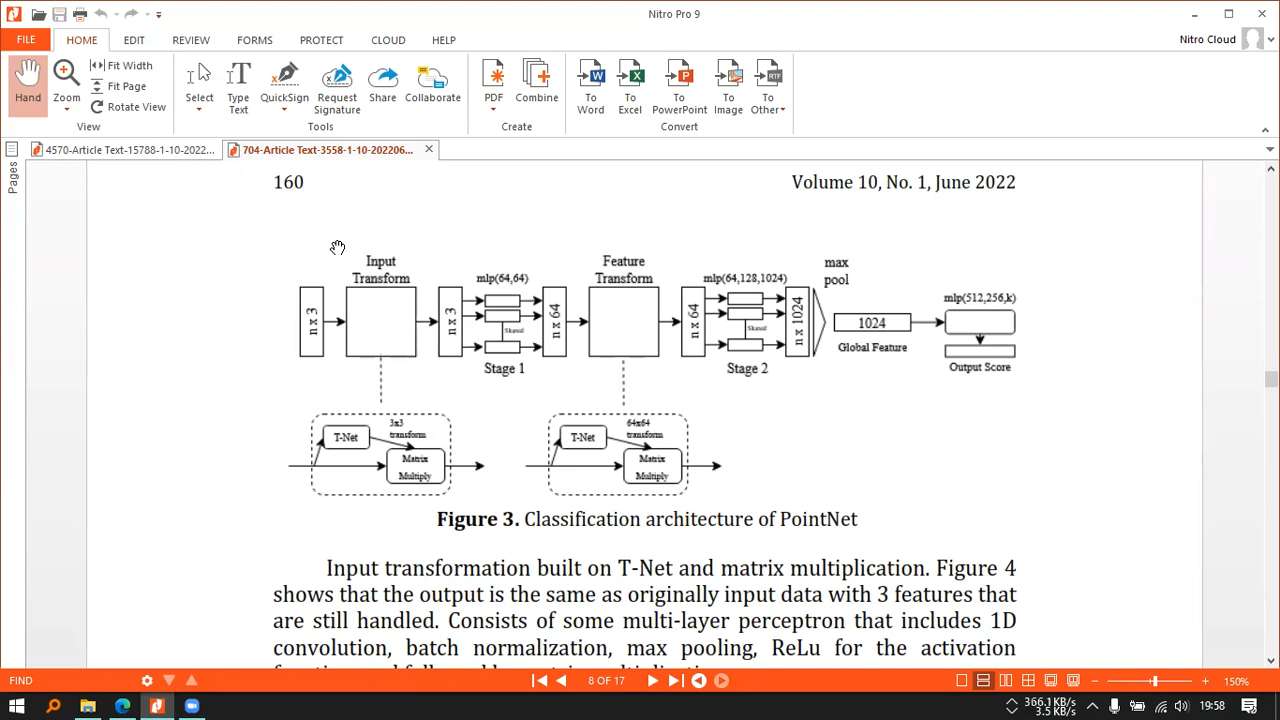 Nitro Pro 9
FILE
HOME
EDIT
REVIEW
FORMS
PROTECT
CLOUD
HELP
Nitro Cloud
Hand
Zoom
Fit Width
Fit Page
Rotate View
View
Select
Type
Text
QuickSign
Request
Signature
Share
Collaborate
Tools
PDF
Combine
Create
To
Word
To
Excel
To
PowerPoint
To
Image
To
Other
Convert
4570-Article Text-15788-1-10-2022...
704-Article Text-3558-1-10-202206...
Pages
160
Volume 10, No. 1, June 2022
Input
Transform
mlp(64,64)
Feature
Transform
mlp(64,128,1024)
max
pool
mlp(512,256,k)
n x 3
n x 3
Shared
n x 64
n x 64
Shared
n x 1024
1024
Global Feature
Output Score
Stage 1
Stage 2
T-Net
3x3
transform
Matrix
Multiply
T-Net
64x64
transform
Matrix
Multiply
Figure 3. Classification architecture of PointNet
Input transformation built on T-Net and matrix multiplication. Figure 4
shows that the output is the same as originally input data with 3 features that
are still handled. Consists of some multi-layer perceptron that includes 1D
convolution, batch normalization, max pooling, ReLu for the activation
FIND
8 OF 17
150%
366.1 KB/s
3.5 KB/s
19:58